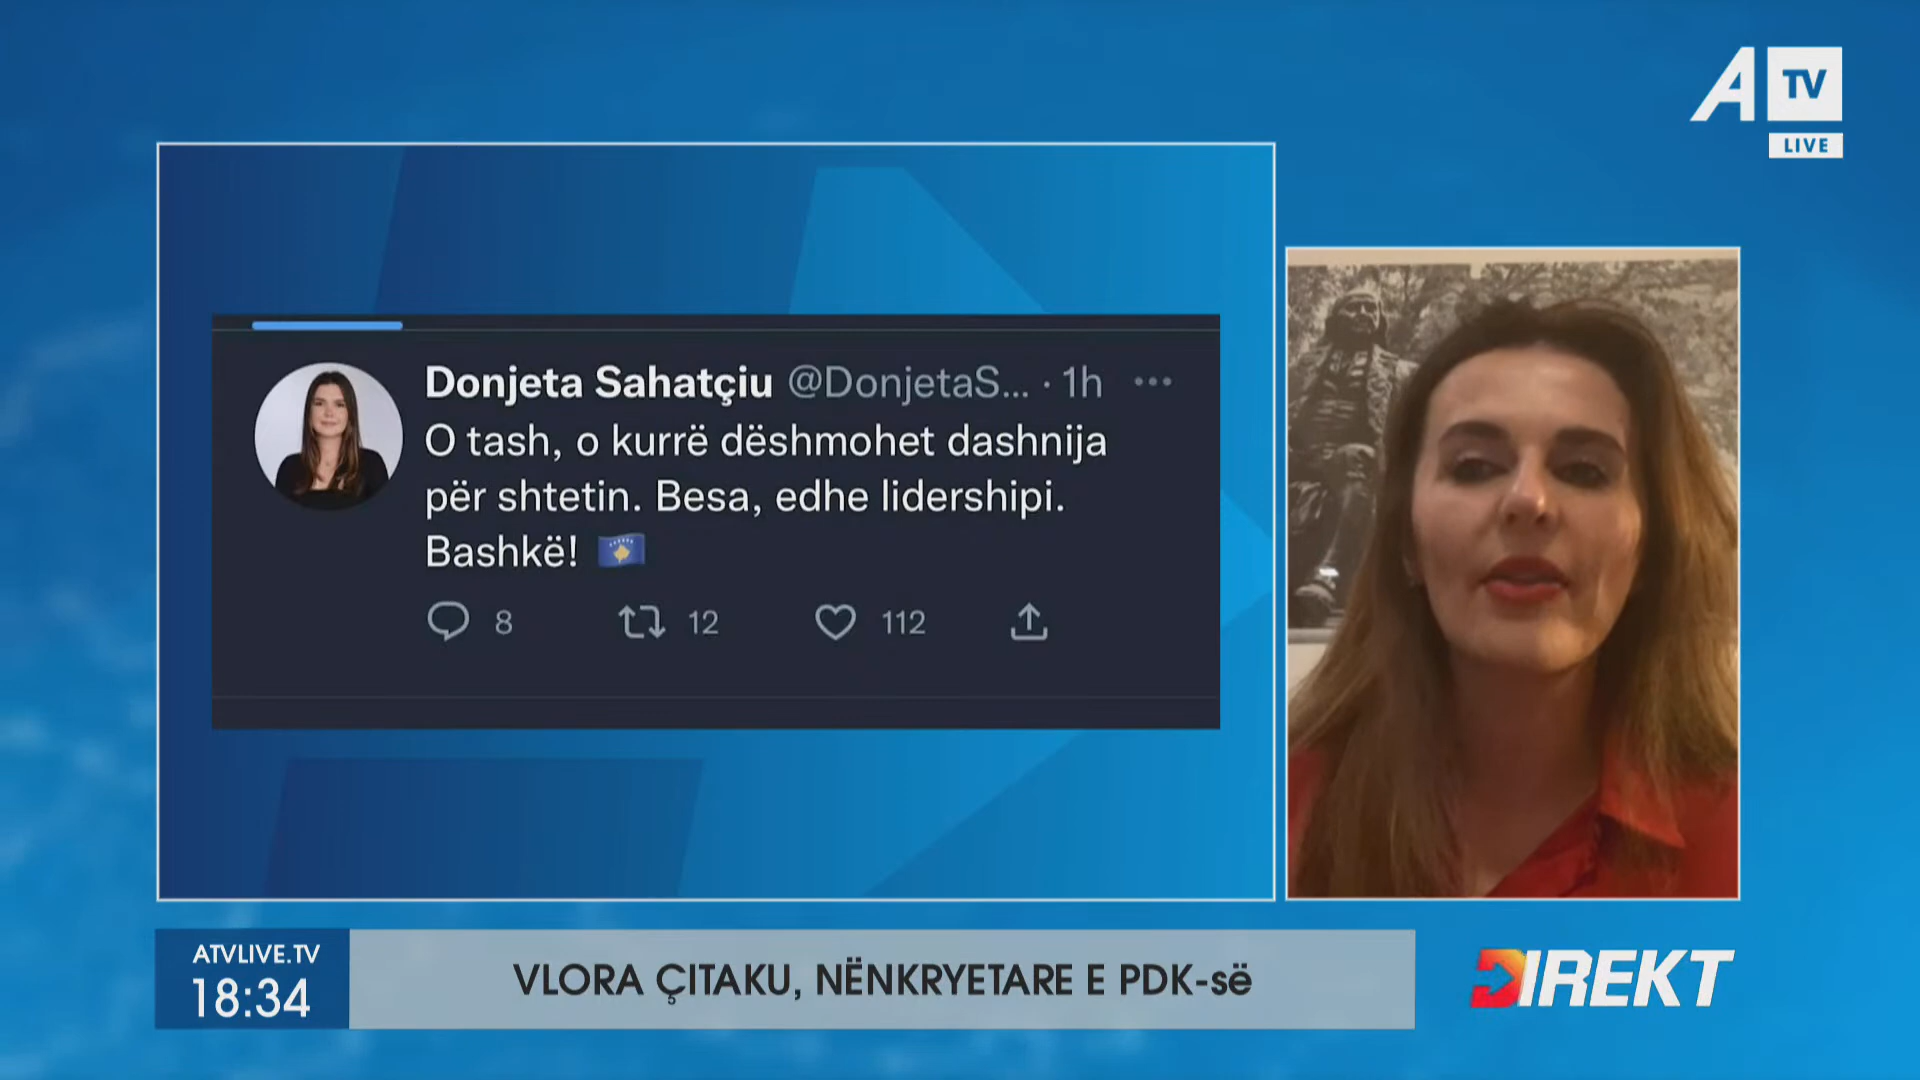 A TV
LIVE
Donjeta Sahatçiu @DonjetaS... · 1h
O tash, o kurrë dëshmohet dashnija
për shtetin. Besa, edhe lidershipi.
Bashkë!
8 12 112
ATVLIVE.TV
18:34
VLORA ÇITAKU, NËNKRYETARE E PDK-së
DIREKT